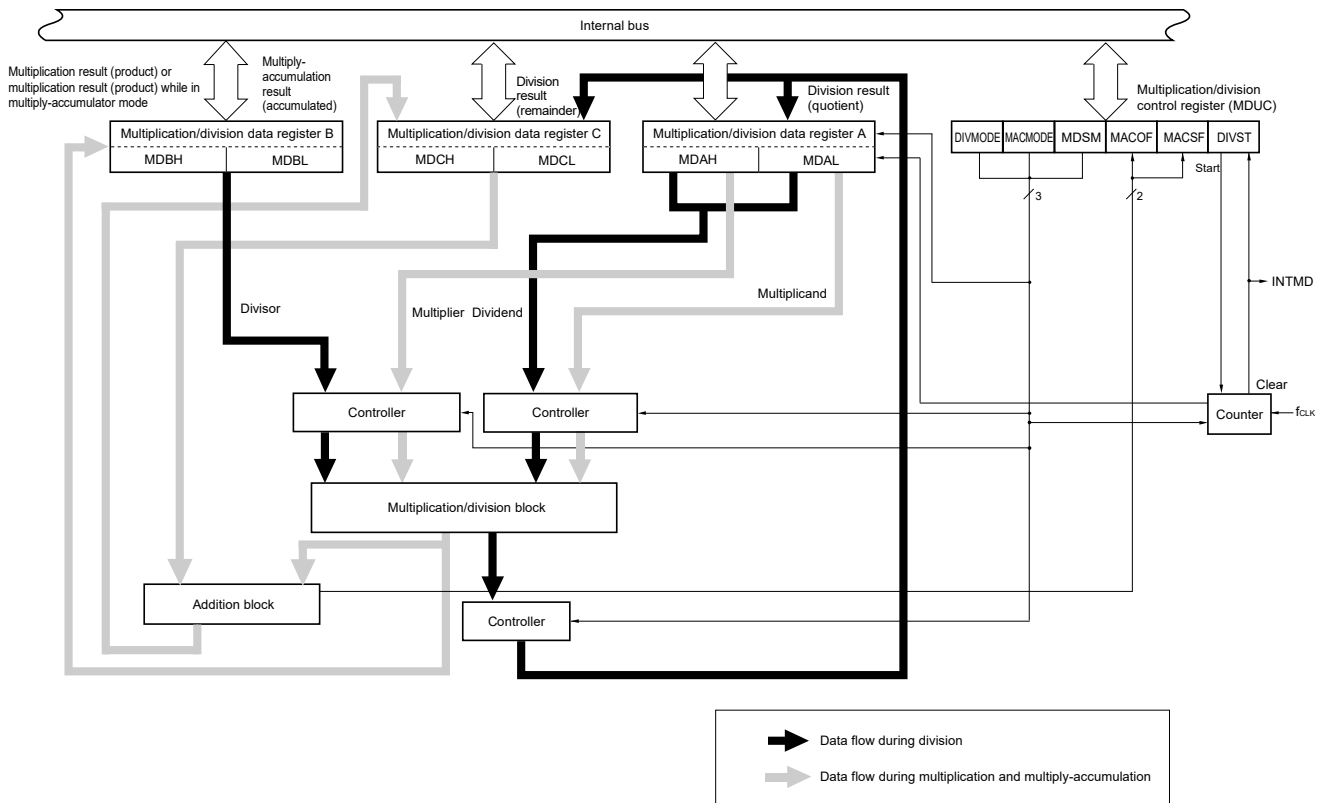 Internal bus
Multiplication result (product) or
multiplication result (product) while in
multiply-accumulator mode
Multiply-
accumulation
result
(accumulated)
Division
result
(remainder)
Division result
(quotient)
Multiplication/division
control register (MDUC)
Multiplication/division data register B
MDBH
MDBL
Multiplication/division data register C
MDCH
MDCL
Multiplication/division data register A
MDAH
MDAL
DIVMODE
MACMODE
MDSM
MACOF
MACSF
DIVST
Start
3
2
INTMD
Divisor
Multiplier
Dividend
Multiplicand
Clear
Controller
Controller
Counter
fCLK
Multiplication/division block
Addition block
Controller
Data flow during division
Data flow during multiplication and multiply-accumulation